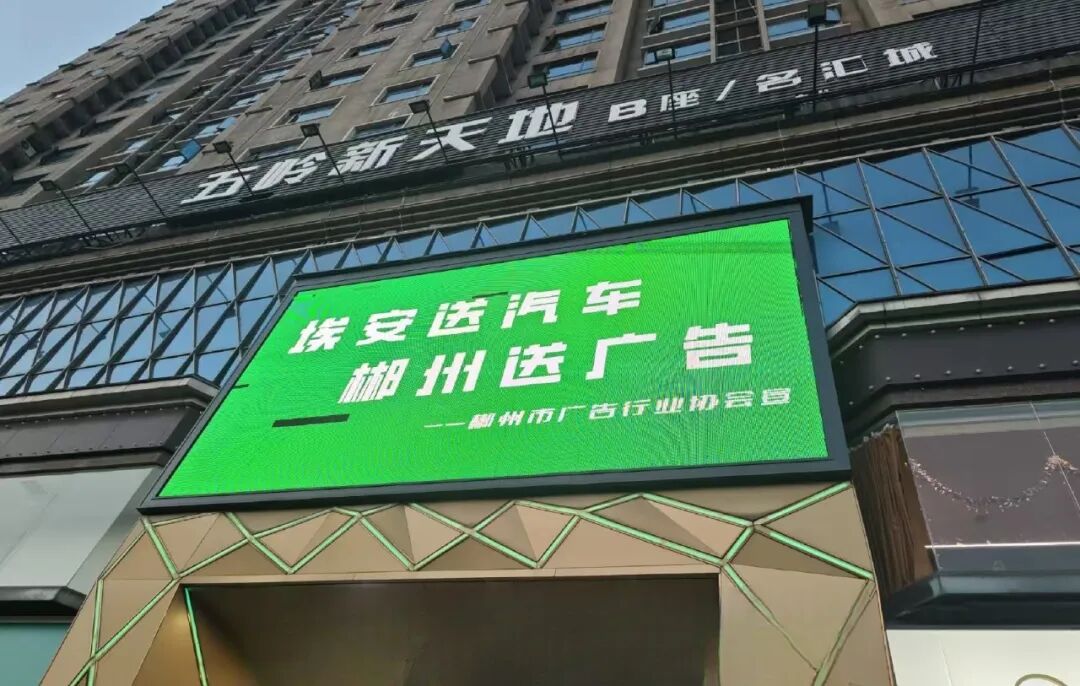 五岭新天地 B座/名汇城
埃安送汽车
郴州送广告
——郴州市广告行业协会宣